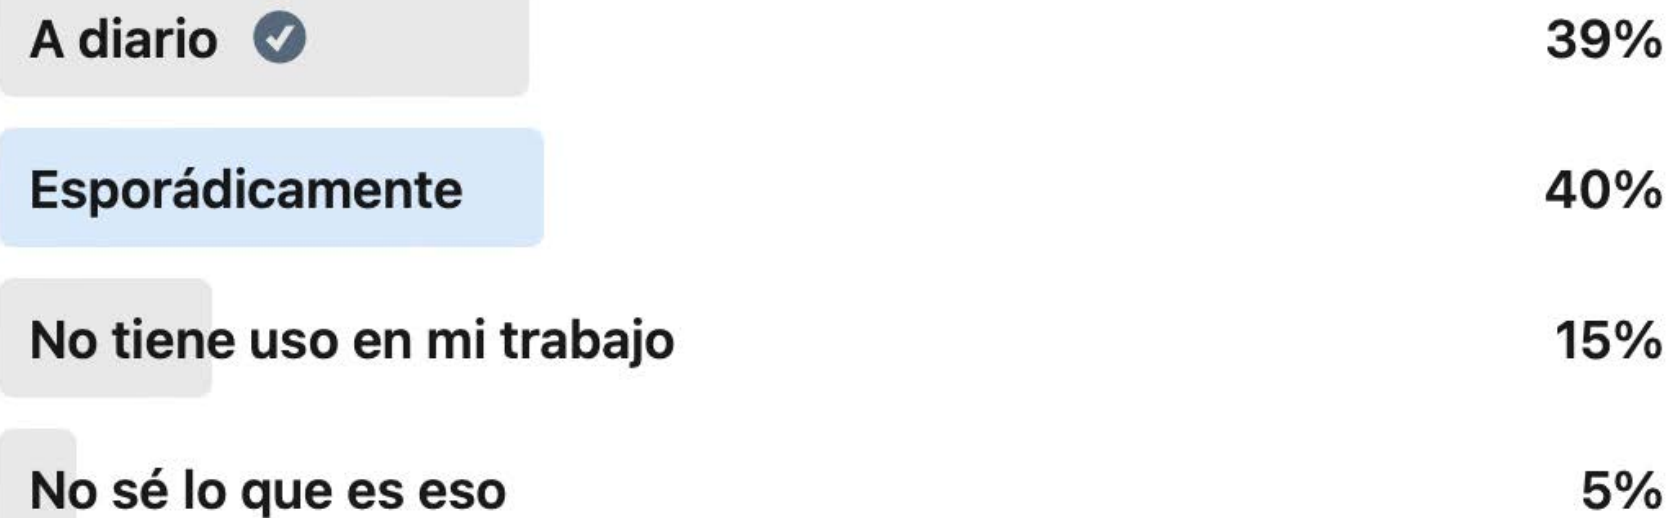 A diario 39%
Esporádicamente 40%
No tiene uso en mi trabajo 15%
No sé lo que es eso 5%